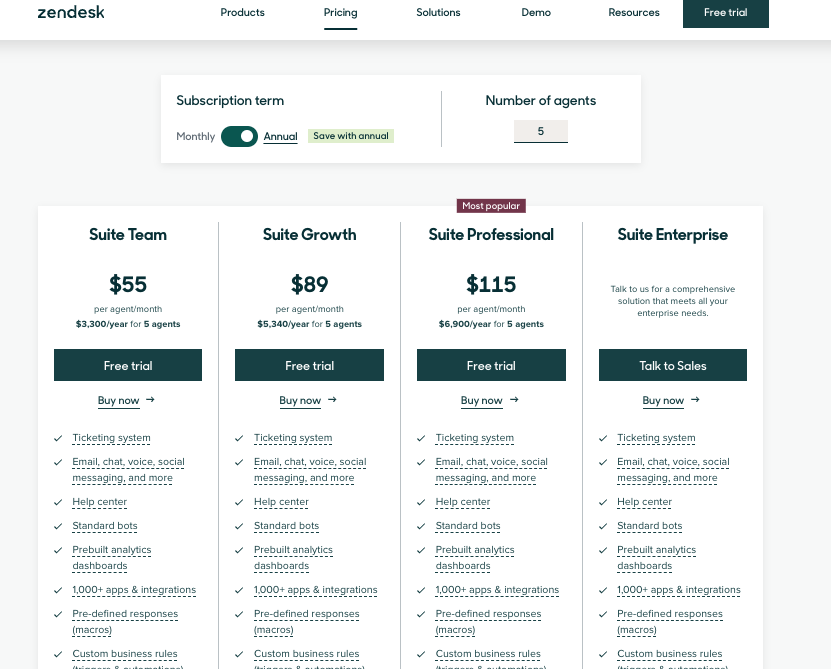 zendesk
Products
Pricing
Solutions
Demo
Resources
Free trial
Subscription term
Monthly
Annual
Save with annual
Number of agents
5
Most popular
Suite Team
$55
per agent/month
$3,300/year for 5 agents
Free trial
Buy now →
Ticketing system
Email, chat, voice, social
messaging, and more
Help center
Standard bots
Prebuilt analytics
dashboards
1,000+ apps & integrations
Pre-defined responses
(macros)
Custom business rules
(triggers & automations)
Suite Growth
$89
per agent/month
$5,340/year for 5 agents
Free trial
Buy now →
Ticketing system
Email, chat, voice, social
messaging, and more
Help center
Standard bots
Prebuilt analytics
dashboards
1,000+ apps & integrations
Pre-defined responses
(macros)
Custom business rules
(triggers & automations)
Suite Professional
$115
per agent/month
$6,900/year for 5 agents
Free trial
Buy now →
Ticketing system
Email, chat, voice, social
messaging, and more
Help center
Standard bots
Prebuilt analytics
dashboards
1,000+ apps & integrations
Pre-defined responses
(macros)
Custom business rules
(triggers & automations)
Suite Enterprise
Talk to us for a comprehensive
solution that meets all your
enterprise needs.
Talk to Sales
Buy now →
Ticketing system
Email, chat, voice, social
messaging, and more
Help center
Standard bots
Prebuilt analytics
dashboards
1,000+ apps & integrations
Pre-defined responses
(macros)
Custom business rules
(triggers & automations)